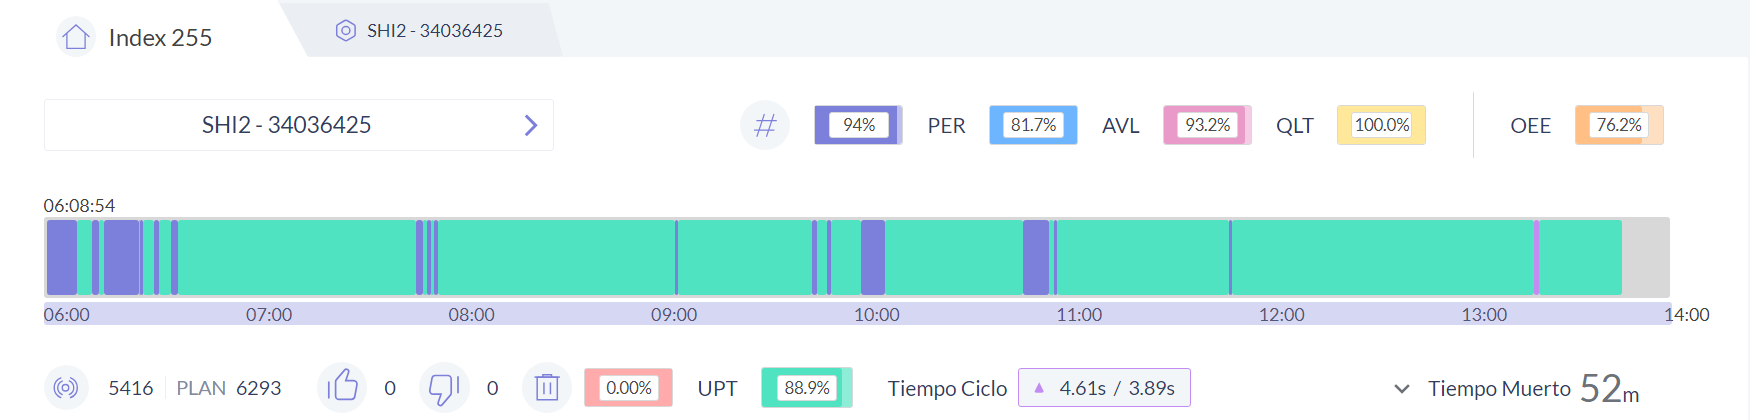 Index 255
SHI2 - 34036425
SHI2 - 34036425
94% PER 81.7% AVL 93.2% QLT 100.0% OEE 76.2%
06:08:54
06:00 07:00 08:00 09:00 10:00 11:00 12:00 13:00 14:00
5416 PLAN 6293 0 0 0.00% UPT 88.9% Tiempo Ciclo ▲ 4.61s / 3.89s Tiempo Muerto 52m